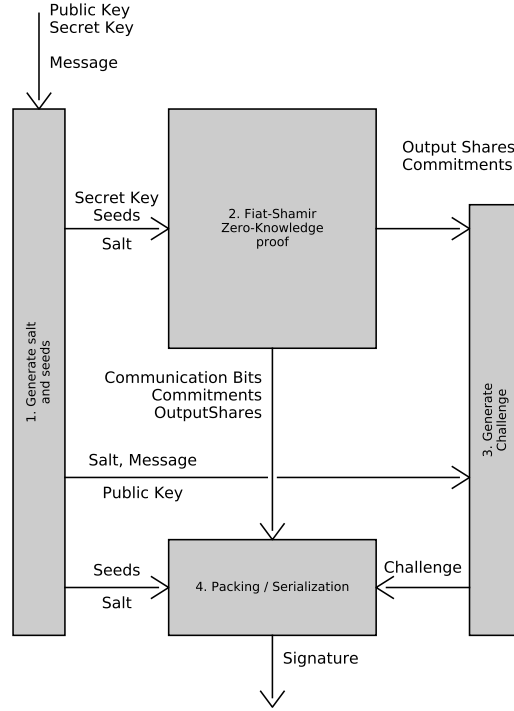 Public Key
Secret Key
Message
Output Shares
Commitments
Secret Key
Seeds
Salt
2. Fiat-Shamir
Zero-Knowledge
proof
1. Generate salt
and seeds
Communication Bits
Commitments
OutputShares
3. Generate
Challenge
Salt, Message
Public Key
Seeds
Salt
4. Packing / Serialization
Challenge
Signature